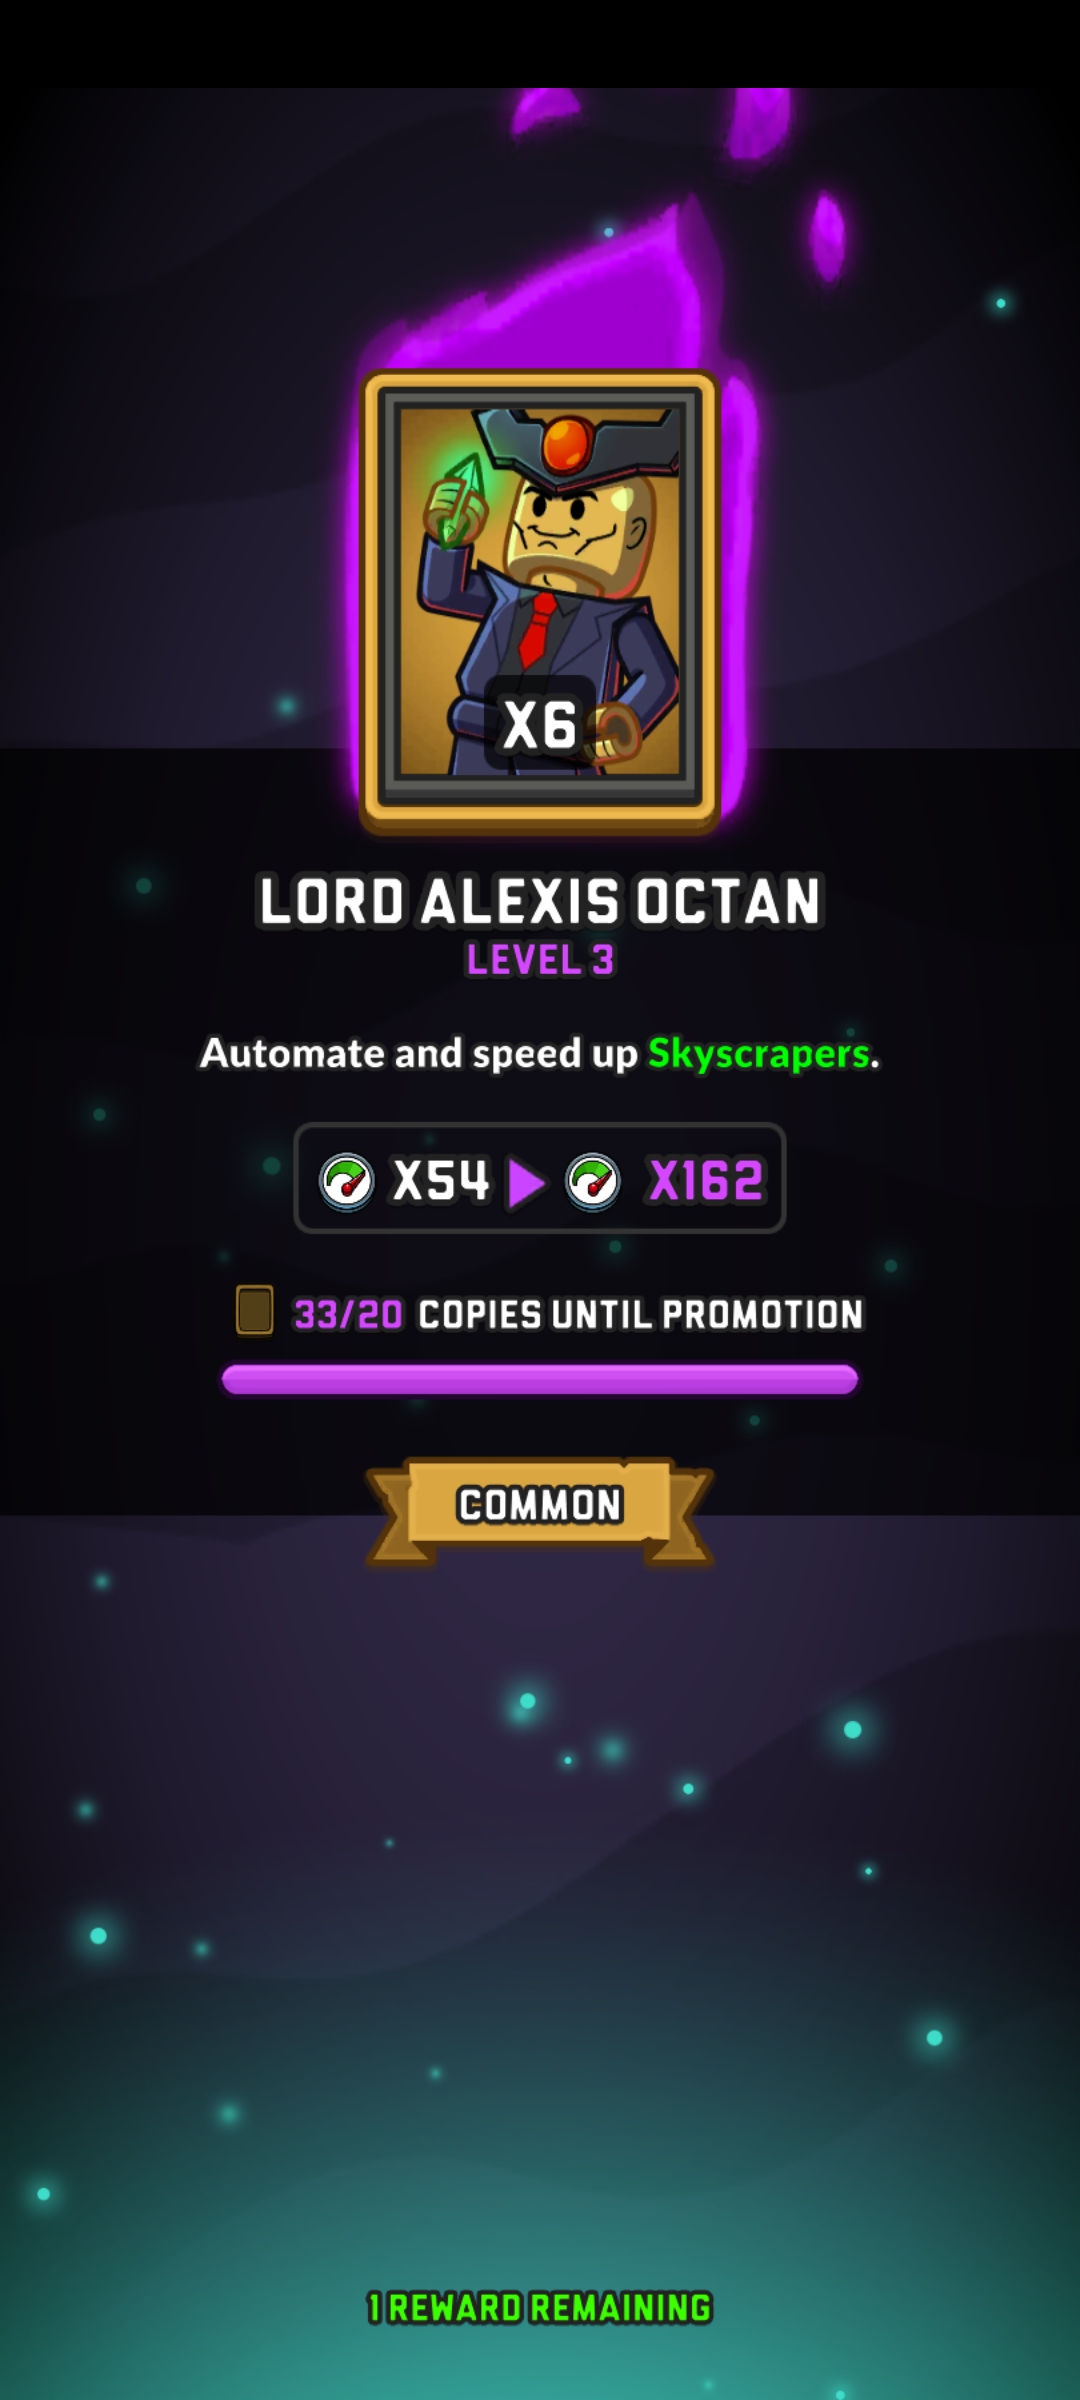 X6
LORD ALEXIS OCTAN
LEVEL 3
Automate and speed up Skyscrapers.
X54 X162
33/20 COPIES UNTIL PROMOTION
COMMON
1 REWARD REMAINING